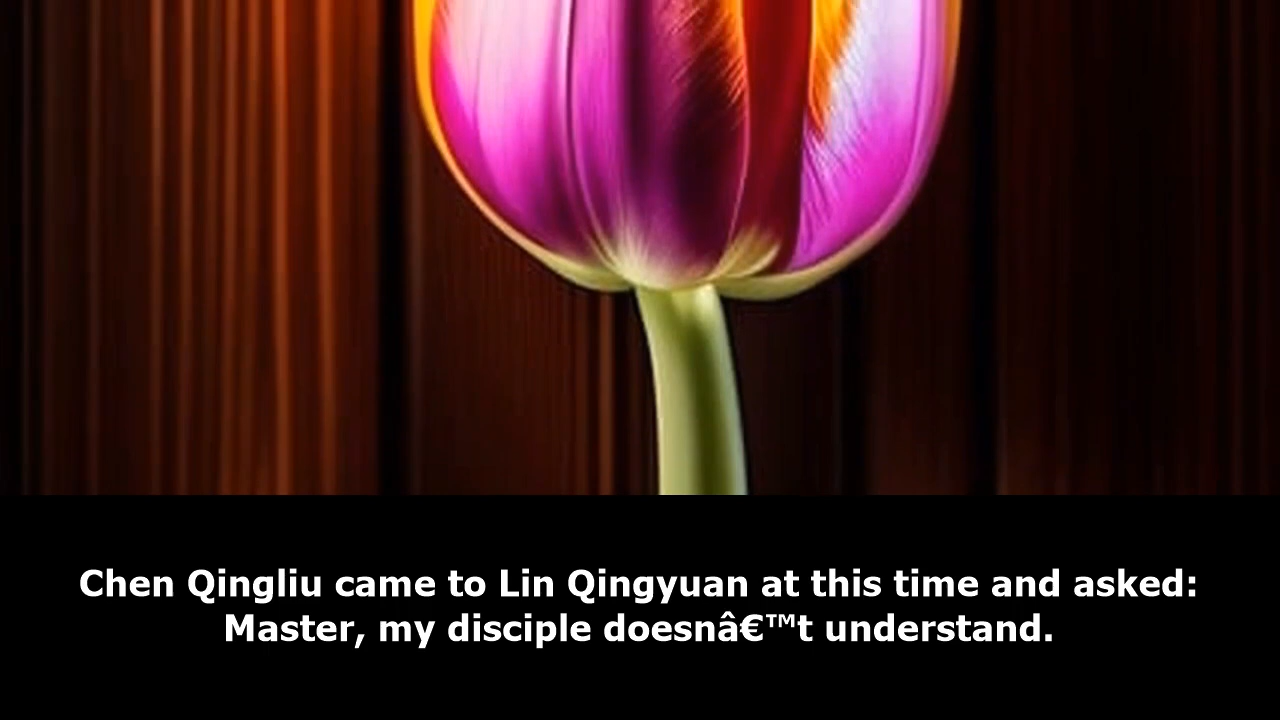 Chen Qingliu came to Lin Qingyuan at this time and asked:
Master, my disciple doesnâ€™t understand.